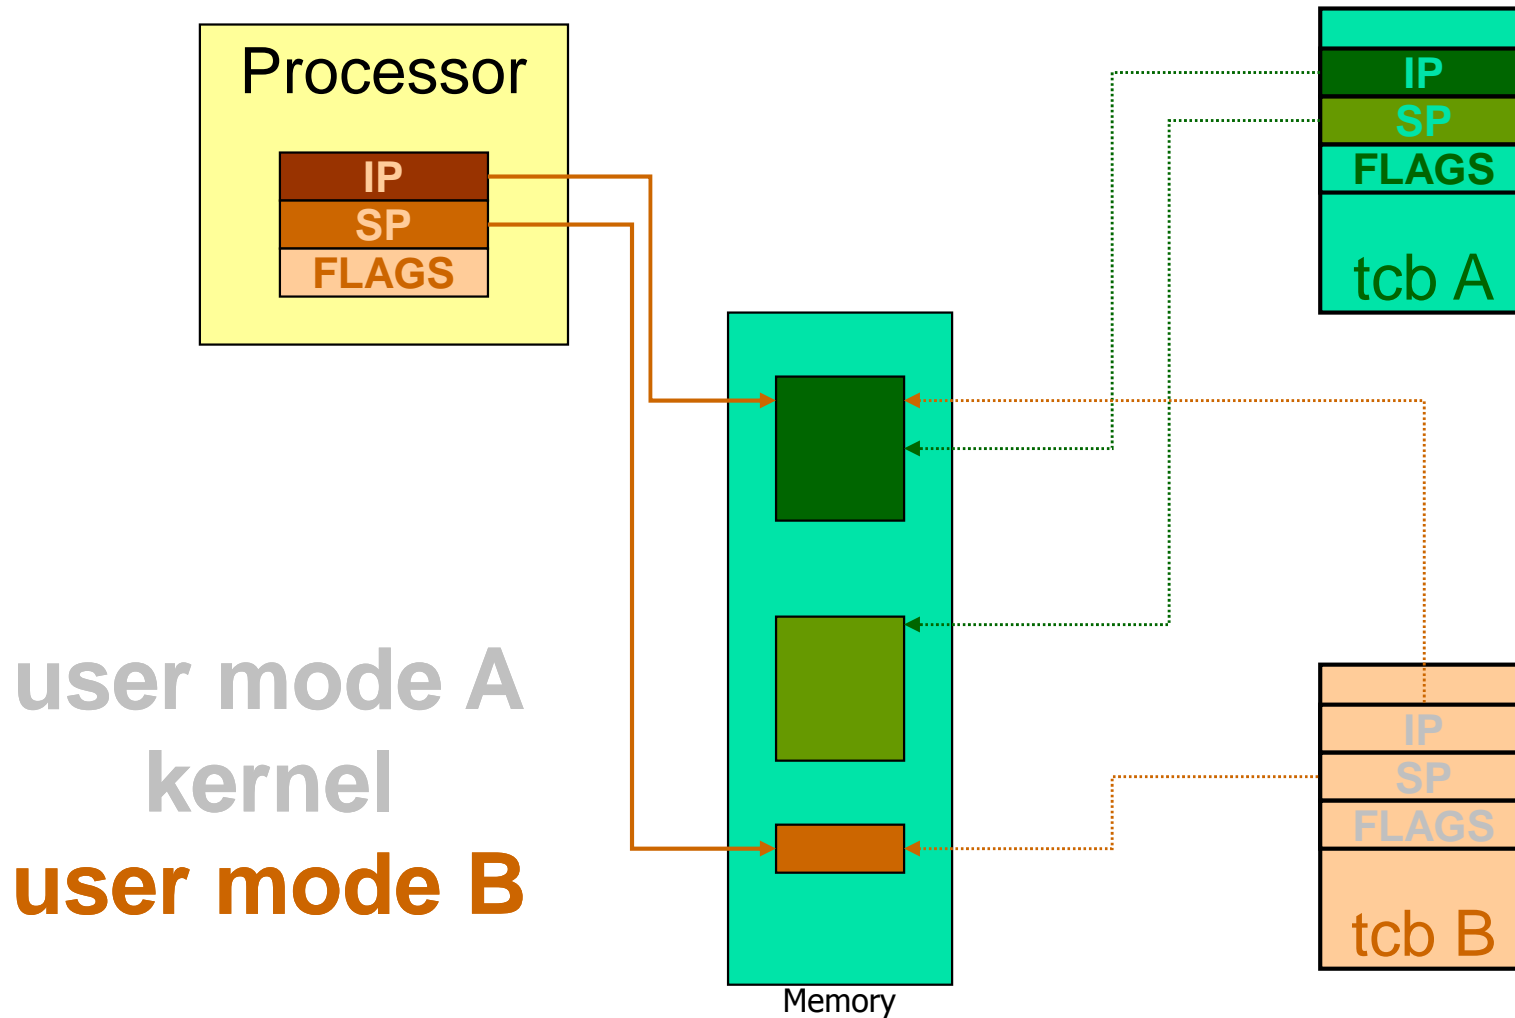 Processor
IP
SP
FLAGS
IP
SP
FLAGS
tcb A
user mode A
kernel
user mode B
IP
SP
FLAGS
tcb B
Memory